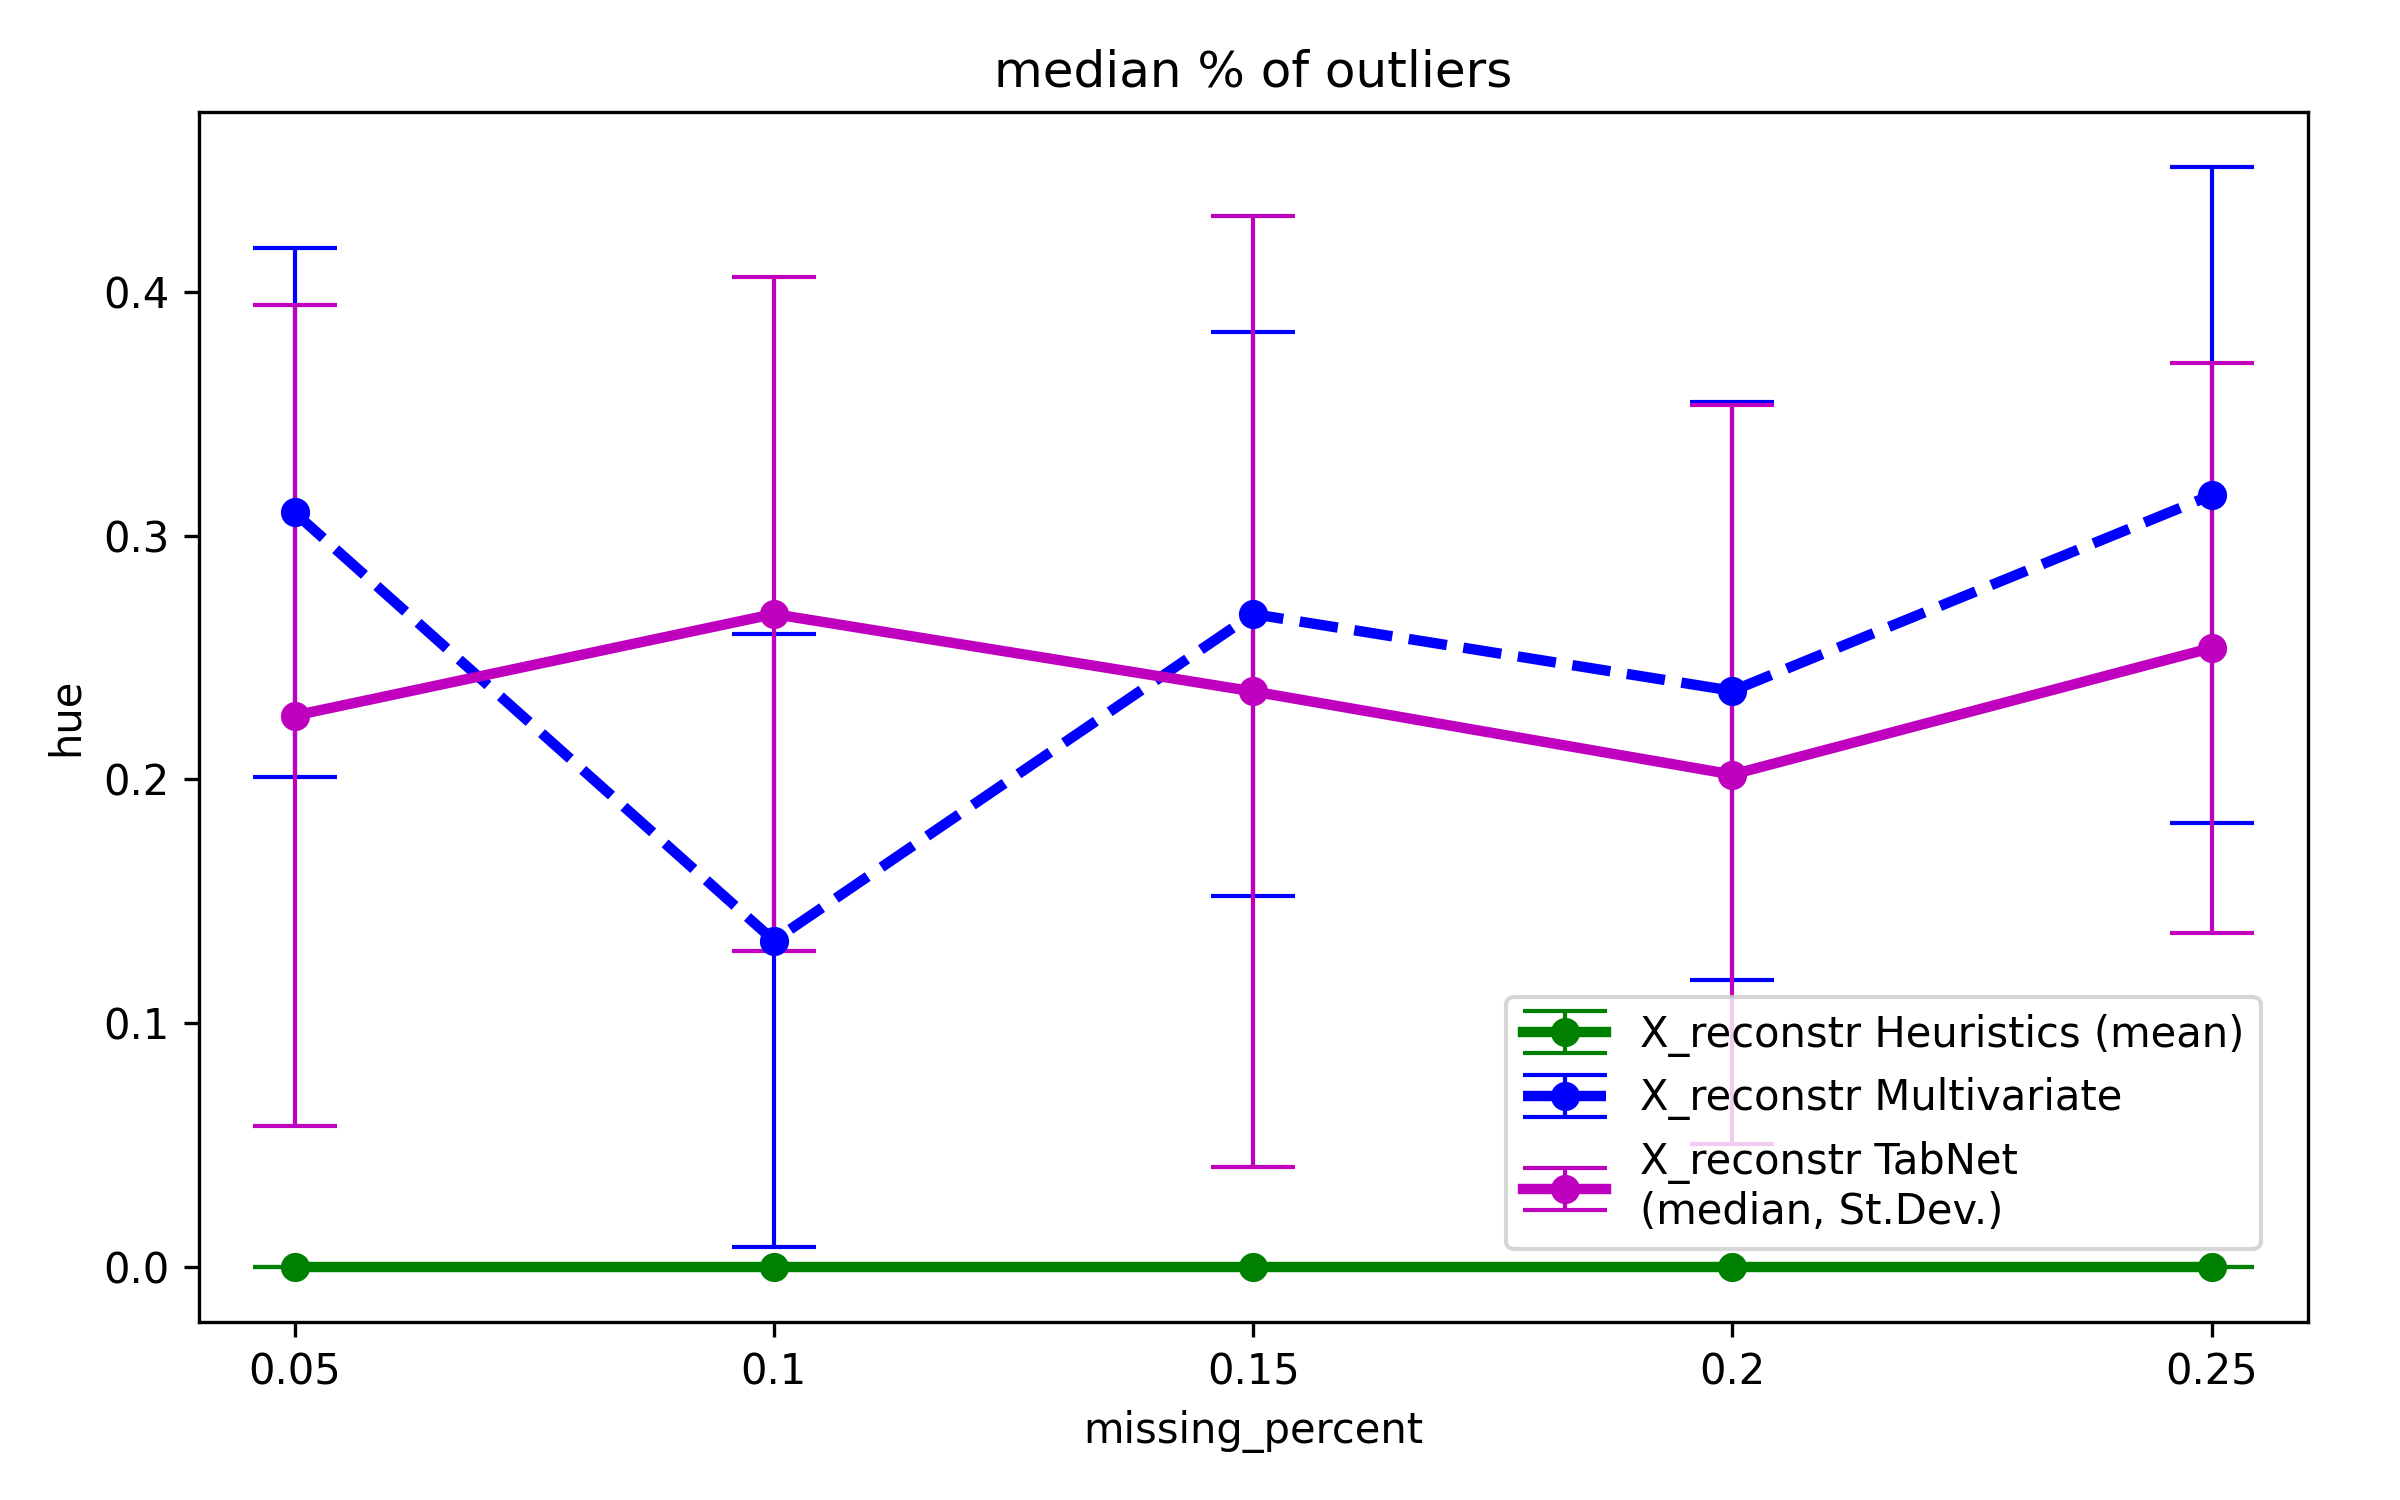 median % of outliers
hue
0.4
0.3
0.2
0.1
0.0
X_reconstr Heuristics (mean)
X_reconstr Multivariate
X_reconstr TabNet
(median, St.Dev.)
0.05
0.1
0.15
0.2
0.25
missing_percent